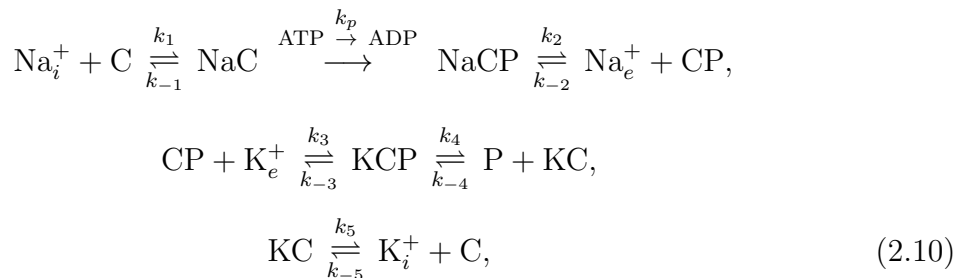 Na_i^+ + C ⇌ (k_1, k_{-1}) NaC ATP →(k_p) ADP ⟶ NaCP ⇌ (k_2, k_{-2}) Na_e^+ + CP,
CP + K_e^+ ⇌ (k_3, k_{-3}) KCP ⇌ (k_4, k_{-4}) P + KC,
KC ⇌ (k_5, k_{-5}) K_i^+ + C, (2.10)